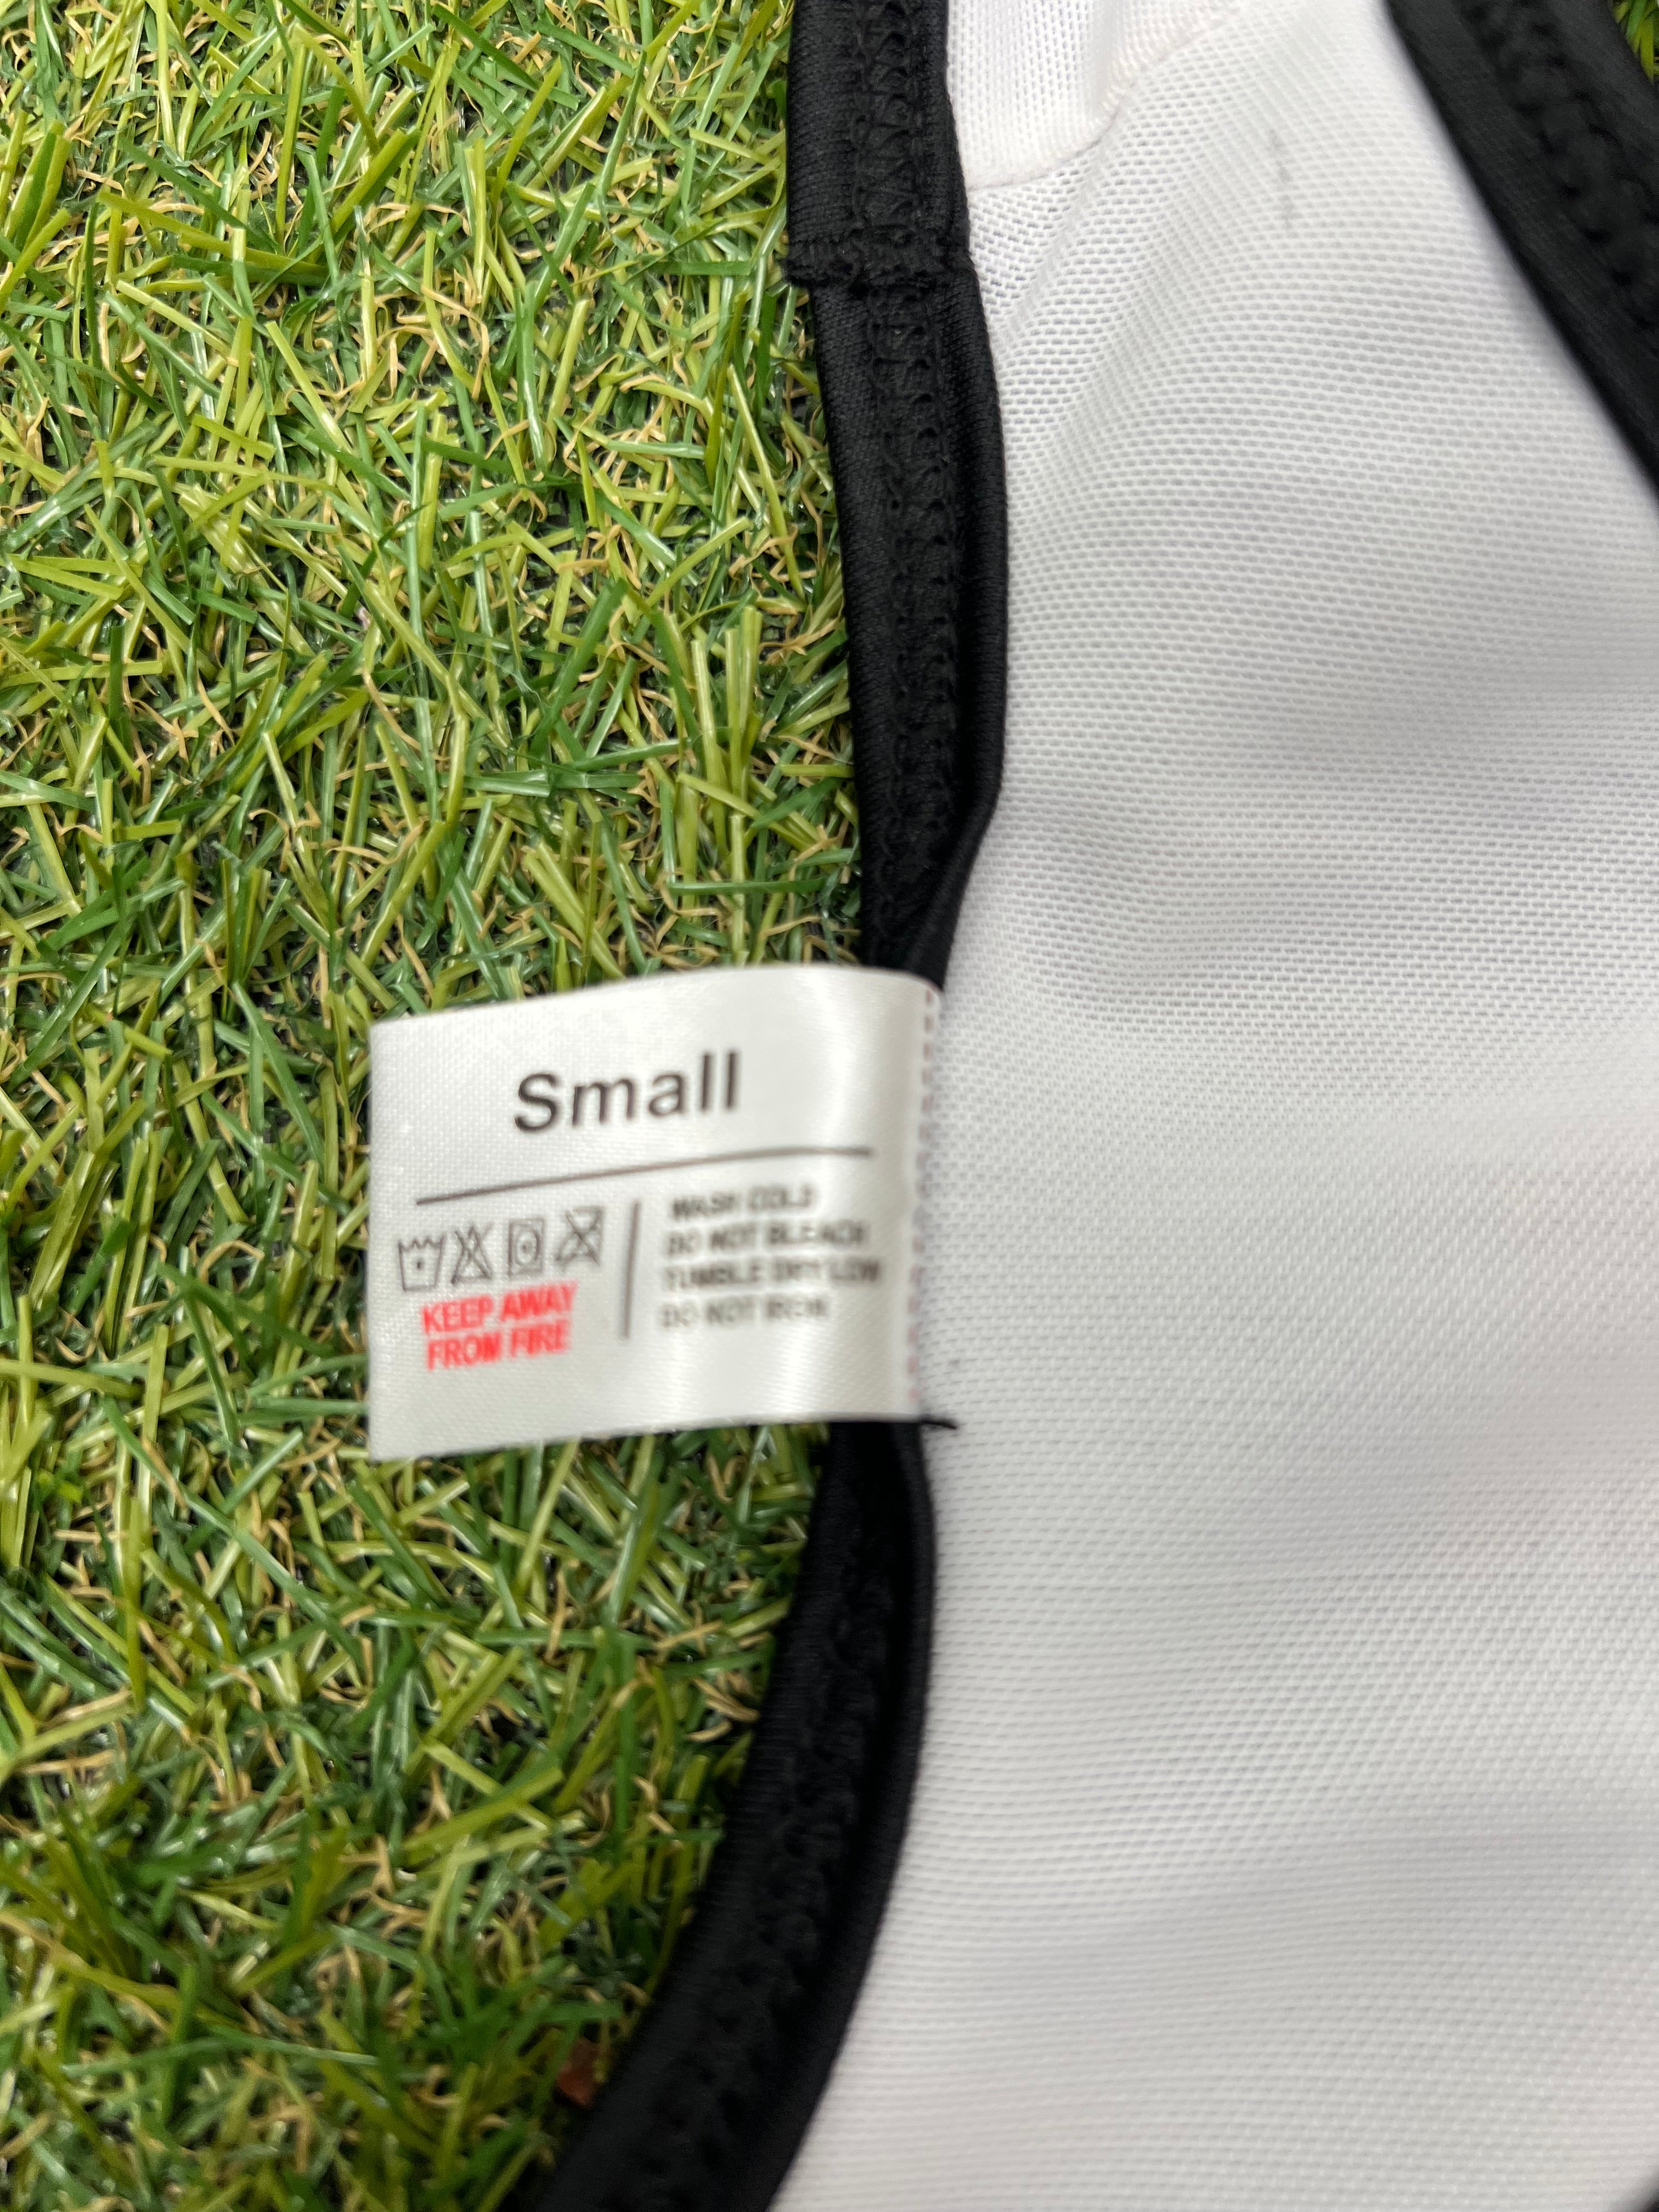 Small
WASH COLD
DO NOT BLEACH
TUMBLE DRY LOW
DO NOT IRON
KEEP AWAY
FROM FIRE